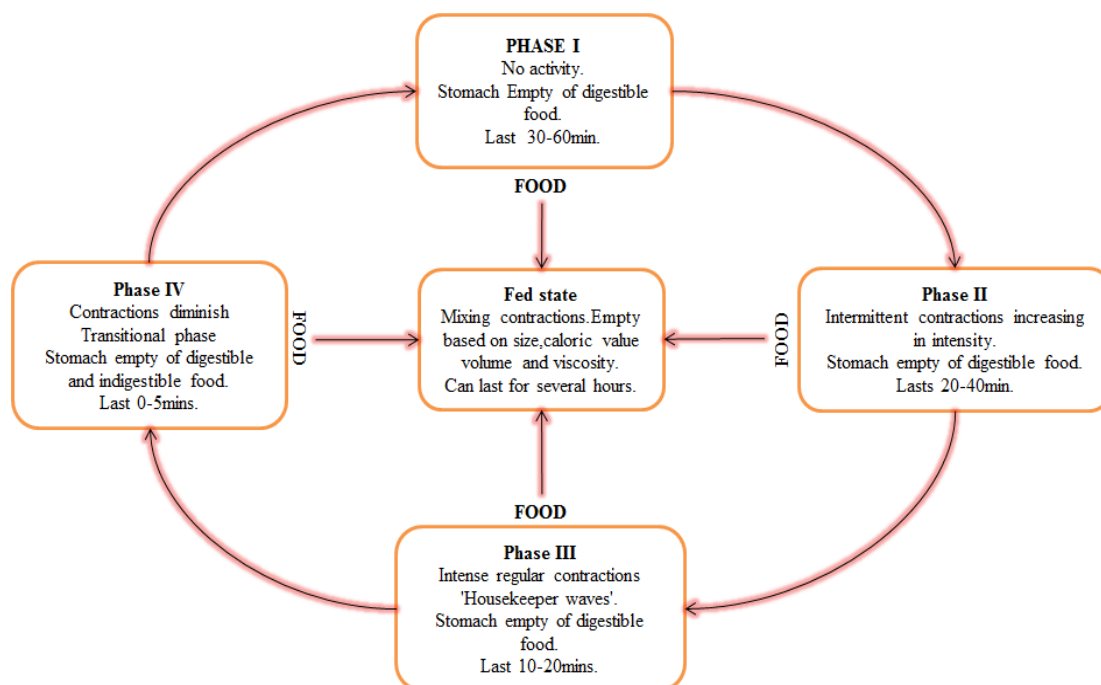 PHASE I
No activity.
Stomach Empty of digestible
food.
Last 30-60min.
FOOD
Phase IV
Contractions diminish
Transitional phase
Stomach empty of digestible
and indigestible food.
Last 0-5mins.
FOOD
Fed state
Mixing contractions.Empty
based on size,caloric value
volume and viscosity.
Can last for several hours.
FOOD
Phase II
Intermittent contractions increasing
in intensity.
Stomach empty of digestible food.
Lasts 20-40min.
FOOD
Phase III
Intense regular contractions
'Housekeeper waves'.
Stomach empty of digestible
food.
Last 10-20mins.